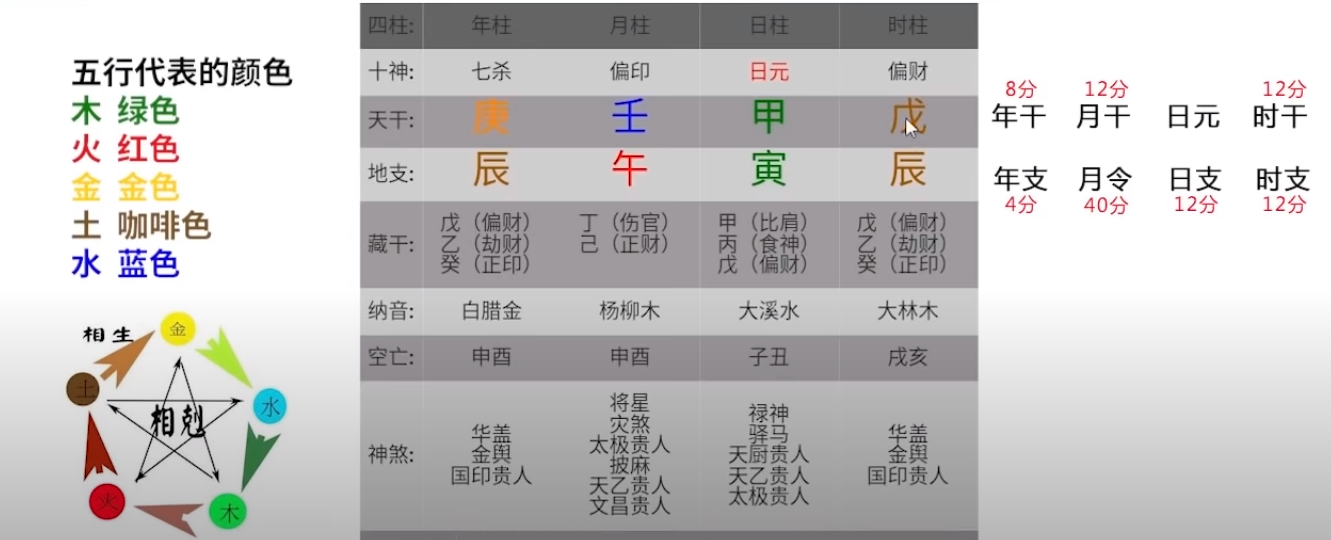 五行代表的颜色
木 绿色
火 红色
金 金色
土 咖啡色
水 蓝色
相生
金
水
木
火
土
相剋
四柱: 年柱 月柱 日柱 时柱
十神: 七杀 偏印 日元 偏财
天干: 庚 壬 甲 戊
地支: 辰 午 寅 辰
藏干: 戊（偏财） 丁（伤官） 甲（比肩） 戊（偏财）
乙（劫财） 己（正财） 丙（食神） 乙（劫财）
癸（正印） 戊（偏财） 癸（正印）
纳音: 白腊金 杨柳木 大溪水 大林木
空亡: 申酉 申酉 子丑 戌亥
神煞:
华盖
金舆
国印贵人
将星
灾煞
太极贵人
披麻
天乙贵人
文昌贵人
禄神
驿马
天厨贵人
天乙贵人
太极贵人
华盖
金舆
国印贵人
8分 12分 12分
年干 月干 日元 时干
年支 月令 日支 时支
4分 40分 12分 12分